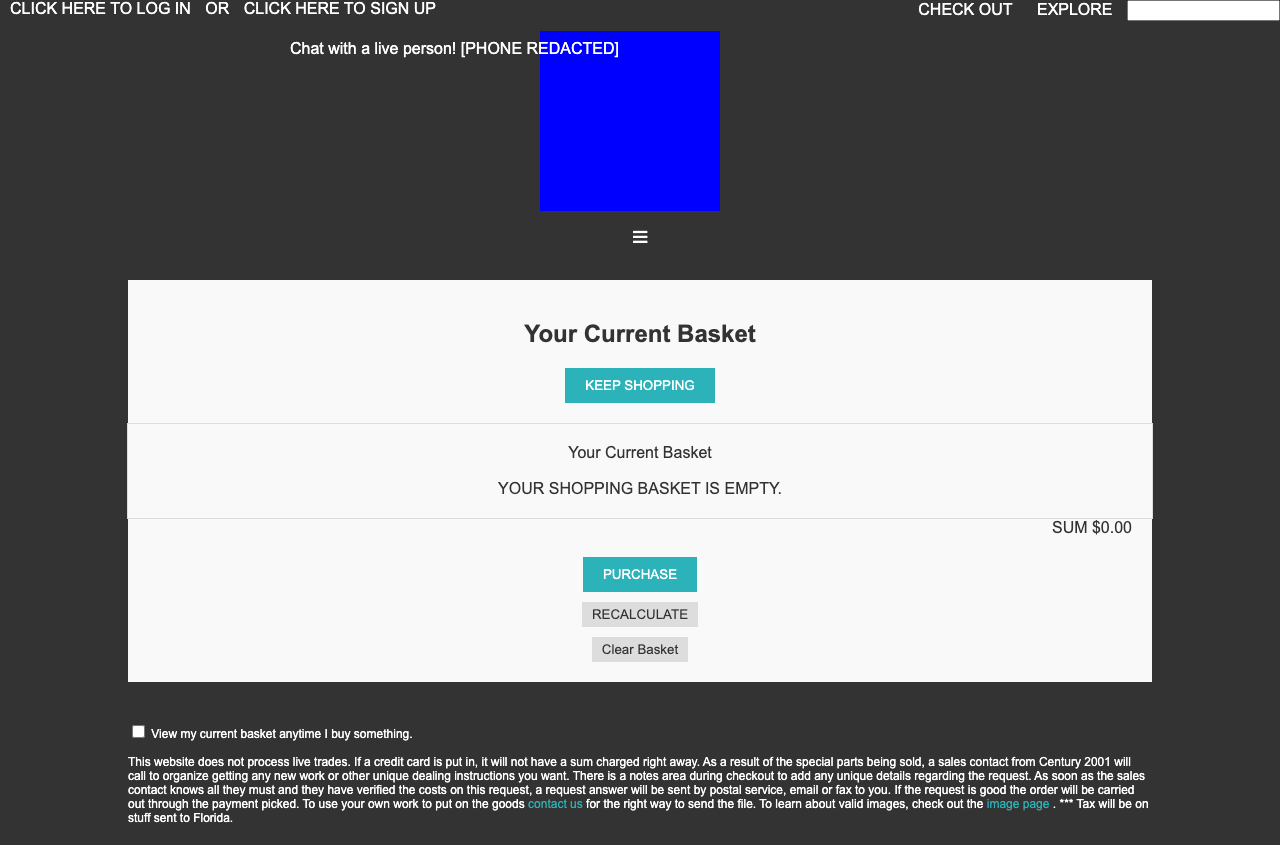 CLICK HERE TO LOG IN OR CLICK HERE TO SIGN UP CHECK OUT EXPLORE
Chat with a live person! [PHONE REDACTED]
Your Current Basket
KEEP SHOPPING
Your Current Basket
YOUR SHOPPING BASKET IS EMPTY.
SUM $0.00
PURCHASE
RECALCULATE
Clear Basket
View my current basket anytime I buy something.
This website does not process live trades. If a credit card is put in, it will not have a sum charged right away. As a result of the special parts being sold, a sales contact from Century 2001 will
call to organize getting any new work or other unique dealing instructions you want. There is a notes area during checkout to add any unique details regarding the request. As soon as the sales
contact knows all they must and they have verified the costs on this request, a request answer will be sent by postal service, email or fax to you. If the request is good the order will be carried
out through the payment picked. To use your own work to put on the goods contact us for the right way to send the file. To learn about valid images, check out the image page . *** Tax will be on
stuff sent to Florida.